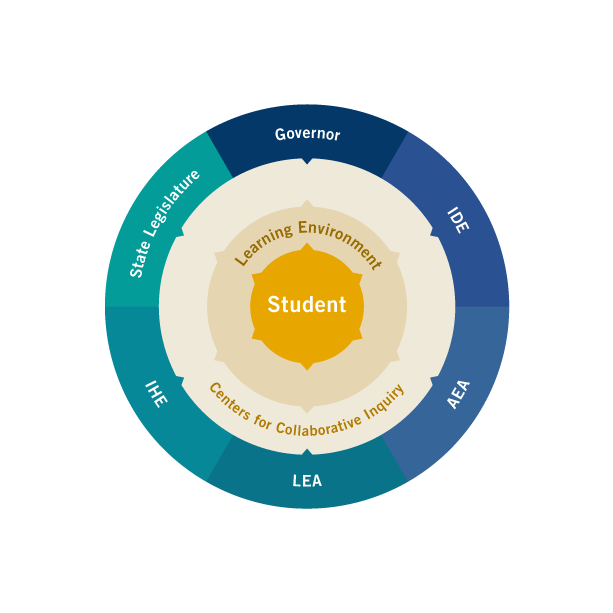 Governor
IDE
AEA
LEA
IHE
State Legislature
Learning Environment
Student
Centers for Collaborative Inquiry